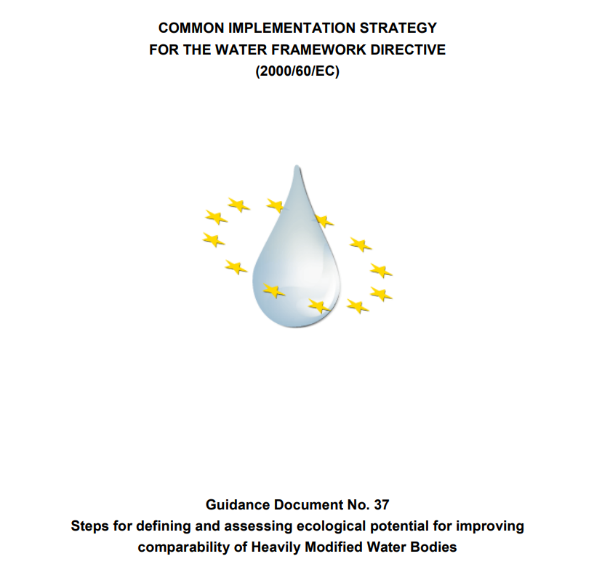 COMMON IMPLEMENTATION STRATEGY
FOR THE WATER FRAMEWORK DIRECTIVE
(2000/60/EC)
Guidance Document No. 37
Steps for defining and assessing ecological potential for improving
comparability of Heavily Modified Water Bodies